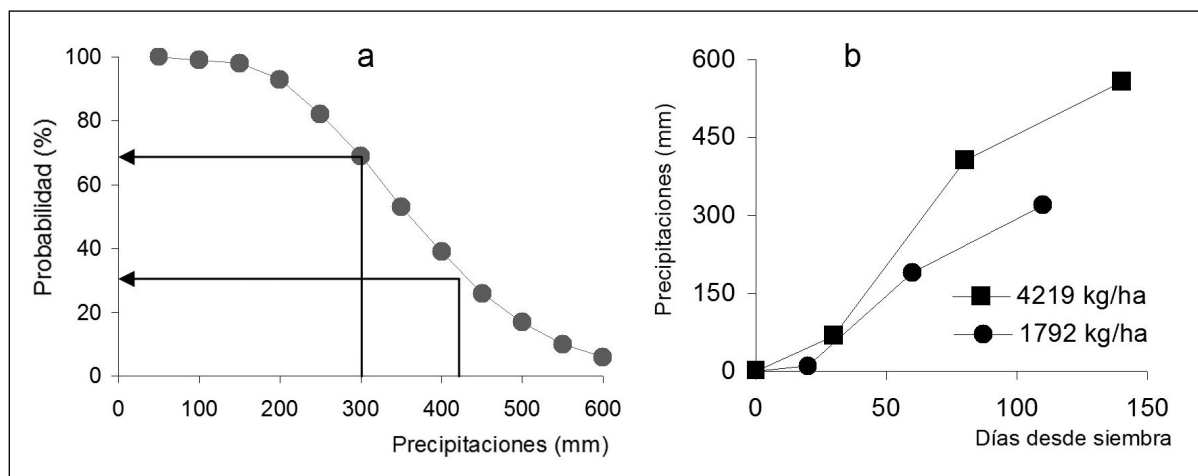 a
100
80
60
40
20
0
Probabilidad (%)
0 100 200 300 400 500 600
Precipitaciones (mm)
b
600
450
300
150
0
Precipitaciones (mm)
4219 kg/ha
1792 kg/ha
0 50 100 150
Días desde siembra